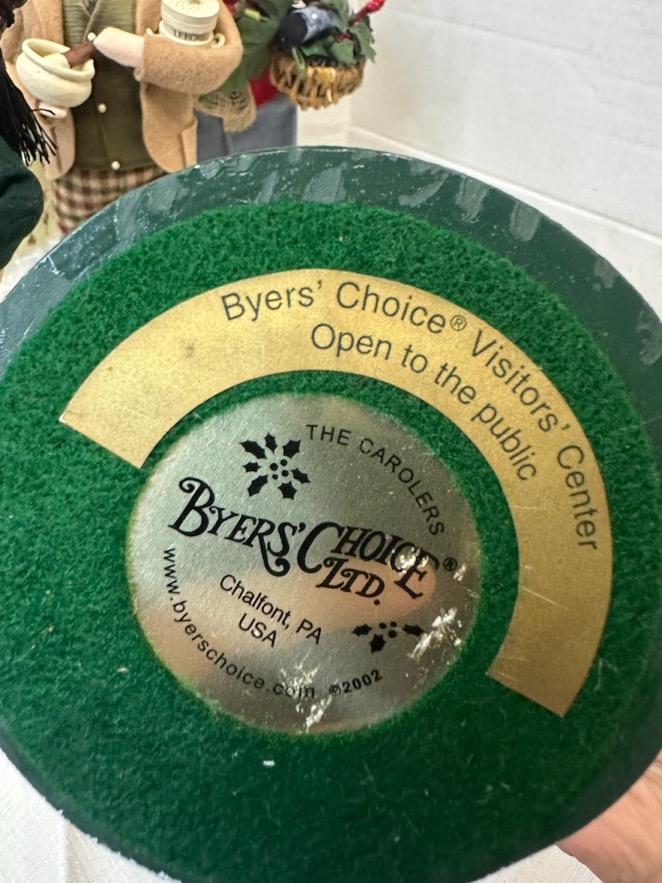 Byers' Choice® Visitors' Center
Open to the public
THE CAROLERS
BYERS' CHOICE®
LTD.
Chalfont, PA
USA
www.byerschoice.com ©2002